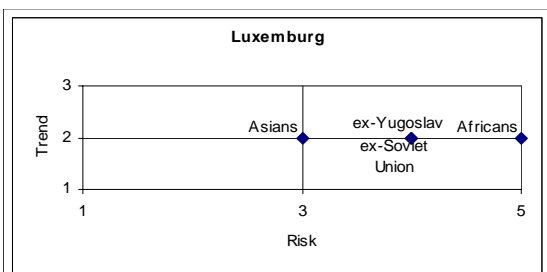 Luxemburg
3
Trend
2
1
Asians
ex-Yugoslav
ex-Soviet
Union
Africans
1
3
5
Risk